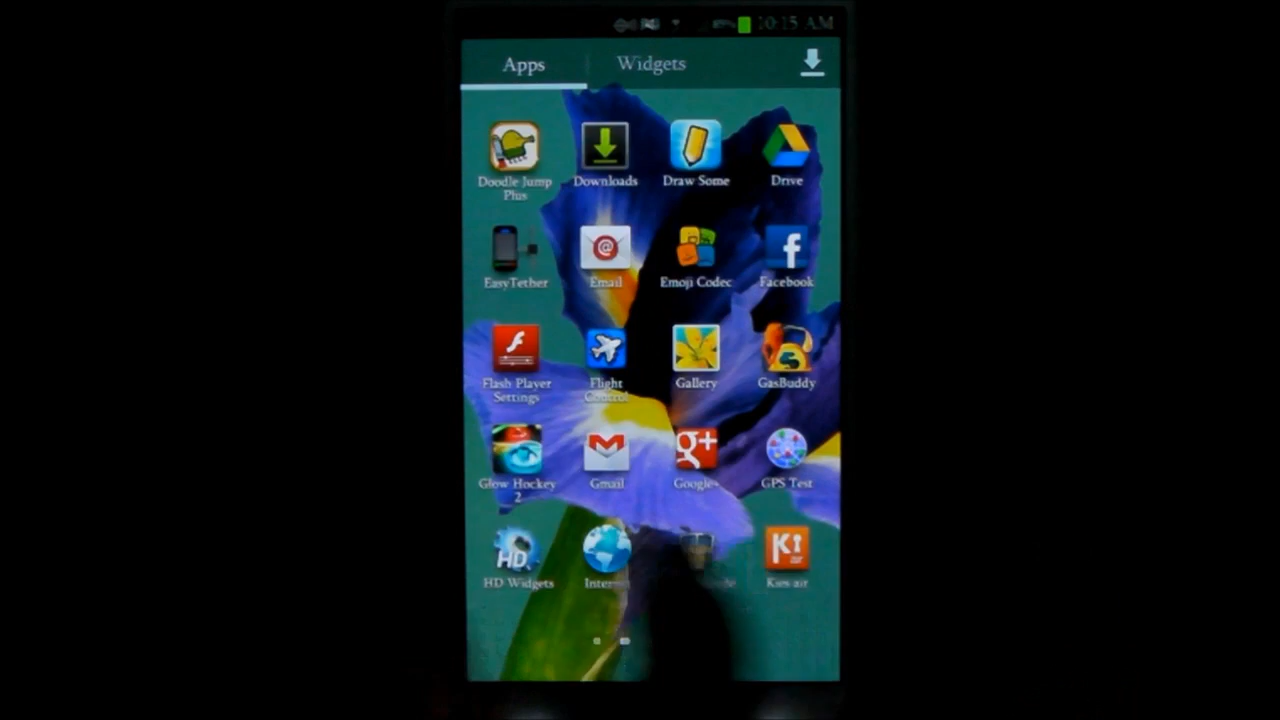 10:15 AM
Apps
Widgets
Doodle Jump
Plus
Downloads
Draw Some
Drive
EasyTether
@
Email
Emoji Codec
f
Facebook
Flash Player
Settings
Flight
Control
Gallery
GasBuddy
Glow Hockey
2
Gmail
g+
Google+
GPS Test
HD
HD Widgets
Kies air